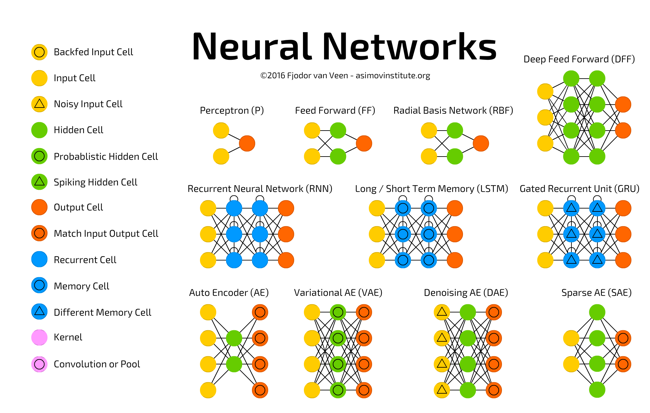 Neural Networks
©2016 Fjodor van Veen - asimovinstitute.org
Backfed Input Cell
Input Cell
Noisy Input Cell
Hidden Cell
Probablistic Hidden Cell
Spiking Hidden Cell
Output Cell
Match Input Output Cell
Recurrent Cell
Memory Cell
Different Memory Cell
Kernel
Convolution or Pool
Perceptron (P)
Feed Forward (FF)
Radial Basis Network (RBF)
Deep Feed Forward (DFF)
Recurrent Neural Network (RNN)
Long / Short Term Memory (LSTM)
Gated Recurrent Unit (GRU)
Auto Encoder (AE)
Variational AE (VAE)
Denoising AE (DAE)
Sparse AE (SAE)